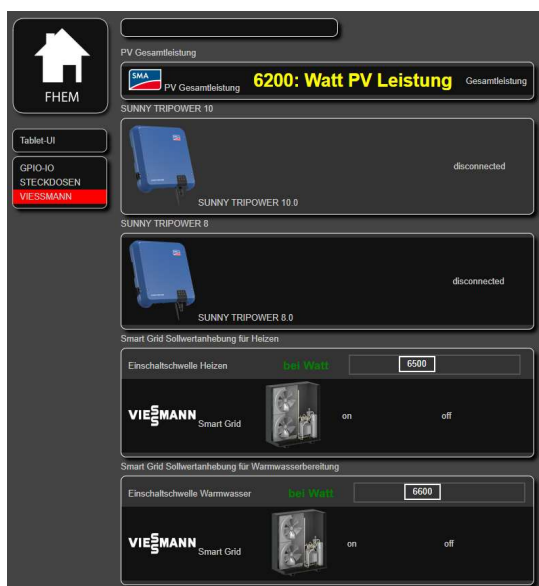 FHEM
Tablet-UI
GPIO-IO
STECKDOSEN
VIESSMANN
PV Gesamtleistung
SMA
PV Gesamtleistung 6200: Watt PV Leistung Gesamtleistung
SUNNY TRIPOWER 10
disconnected
SUNNY TRIPOWER 10.0
SUNNY TRIPOWER 8
disconnected
SUNNY TRIPOWER 8.0
Smart Grid Sollwertanhebung für Heizen
Einschaltschwelle Heizen bei Watt 6500
VIESSMANN Smart Grid on off
Smart Grid Sollwertanhebung für Warmwasserbereitung
Einschaltschwelle Warmwasser bei Watt 6600
VIESSMANN Smart Grid on off